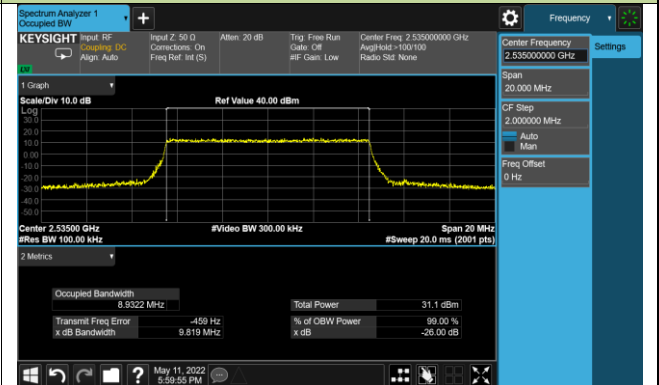 Spectrum Analyzer 1
Occupied BW
Frequency
KEYSIGHT
Input: RF
Coupling: DC
Align: Auto
Input Z: 50 Ω
Corrections: On
Freq Ref: Int (S)
Atten: 20 dB
Trig: Free Run
Gate: Off
#IF Gain: Low
Center Freq: 2.535000000 GHz
Avg|Hold:>100/100
Radio Std: None
Center Frequency
2.535000000 GHz
Settings
Span
20.000 MHz
CF Step
2.000000 MHz
Auto
Man
Freq Offset
0 Hz
1 Graph
Scale/Div 10.0 dB
Ref Value 40.00 dBm
Log
30.0
20.0
10.0
0.00
-10.0
-20.0
-30.0
-40.0
-50.0
Center 2.53500 GHz
#Video BW 300.00 kHz
Span 20 MHz
#Res BW 100.00 kHz
#Sweep 20.0 ms (2001 pts)
2 Metrics
Occupied Bandwidth
8.9322 MHz
Total Power 31.1 dBm
Transmit Freq Error -459 Hz
% of OBW Power 99.00 %
x dB Bandwidth 9.819 MHz
x dB -26.00 dB
May 11, 2022
5:59:55 PM